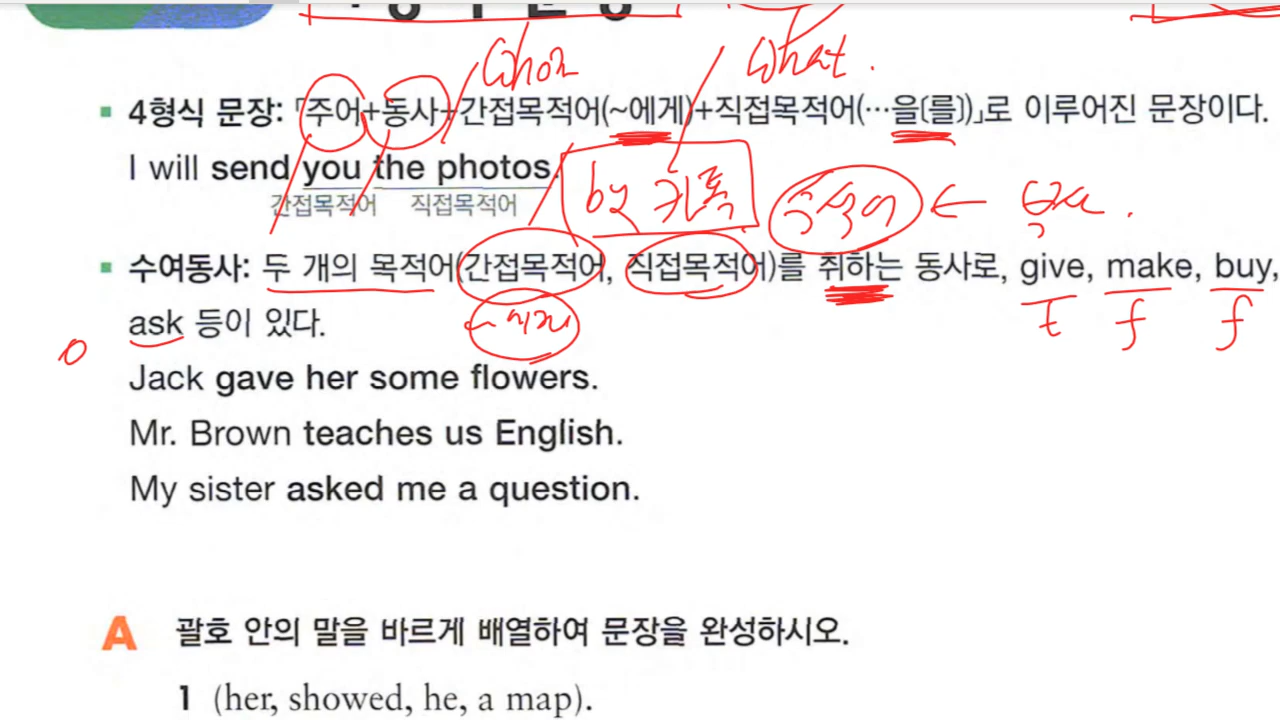 whom
what.
4형식 문장: 「주어+동사+간접목적어(~에게)+직접목적어(…을(를))」로 이루어진 문장이다.
I will send you the photos.
간접목적어 직접목적어
by
수여동사: 두 개의 목적어(간접목적어, 직접목적어)를 취하는 동사로, give, make, buy,
t f f
ask 등이 있다.
~에게
Jack gave her some flowers.
Mr. Brown teaches us English.
My sister asked me a question.
A 괄호 안의 말을 바르게 배열하여 문장을 완성하시오.
1 (her, showed, he, a map).